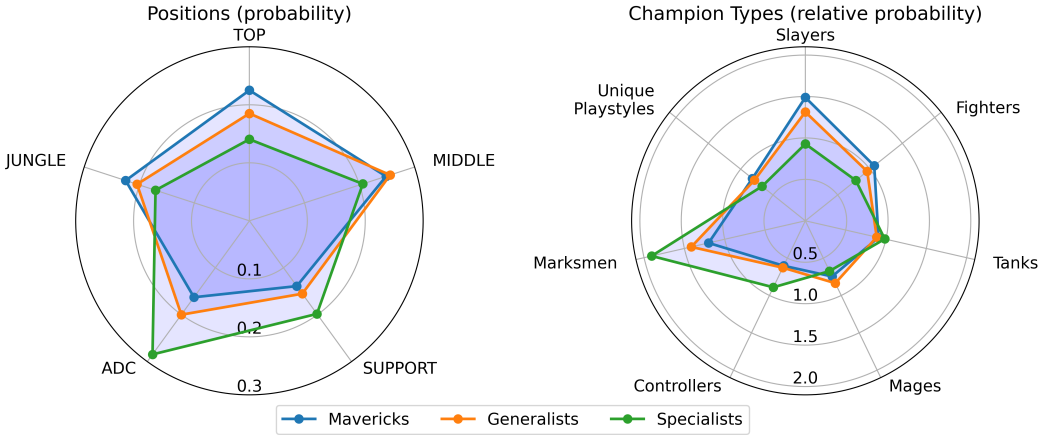 Positions (probability)
TOP
JUNGLE
MIDDLE
0.1
0.2
0.3
ADC
SUPPORT
Champion Types (relative probability)
Slayers
Unique
Playstyles
Fighters
Marksmen
Tanks
0.5
1.0
1.5
2.0
Controllers
Mages
Mavericks
Generalists
Specialists